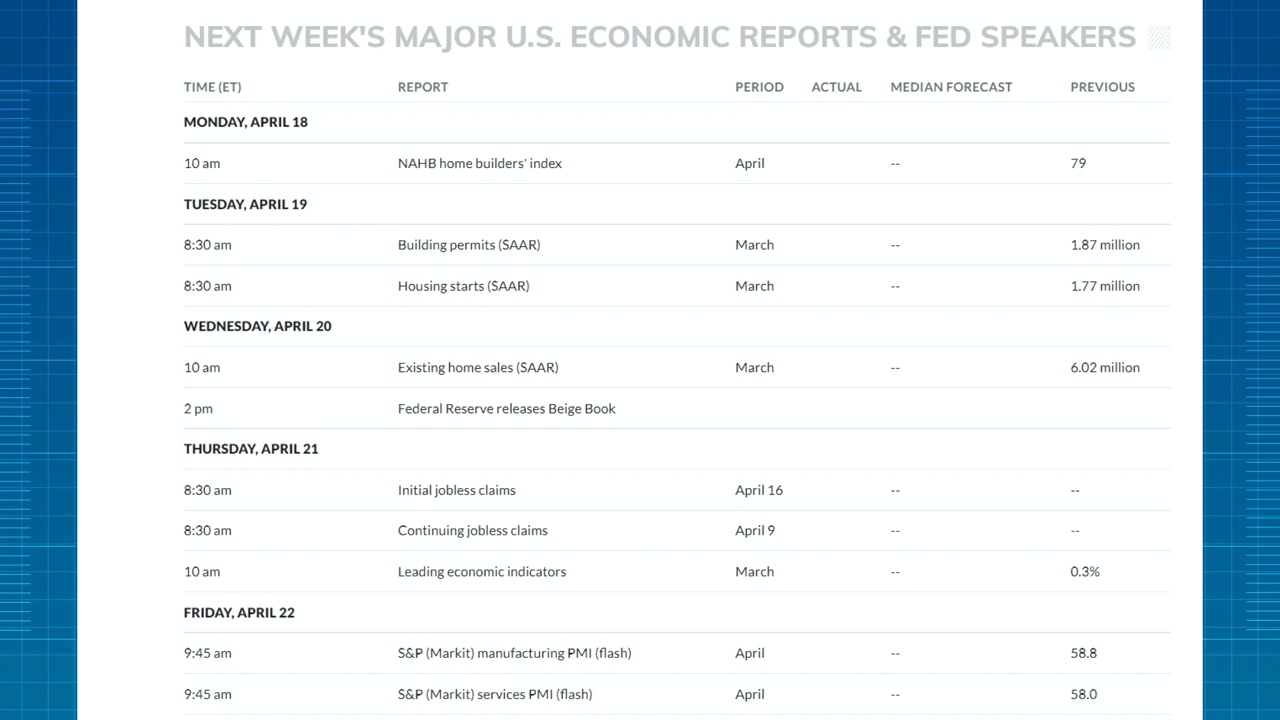 NEXT WEEK'S MAJOR U.S. ECONOMIC REPORTS & FED SPEAKERS
TIME (ET) REPORT PERIOD ACTUAL MEDIAN FORECAST PREVIOUS
MONDAY, APRIL 18
10 am NAHB home builders' index April -- 79
TUESDAY, APRIL 19
8:30 am Building permits (SAAR) March -- 1.87 million
8:30 am Housing starts (SAAR) March -- 1.77 million
WEDNESDAY, APRIL 20
10 am Existing home sales (SAAR) March -- 6.02 million
2 pm Federal Reserve releases Beige Book
THURSDAY, APRIL 21
8:30 am Initial jobless claims April 16 -- --
8:30 am Continuing jobless claims April 9 -- --
10 am Leading economic indicators March -- 0.3%
FRIDAY, APRIL 22
9:45 am S&P (Markit) manufacturing PMI (flash) April -- 58.8
9:45 am S&P (Markit) services PMI (flash) April -- 58.0